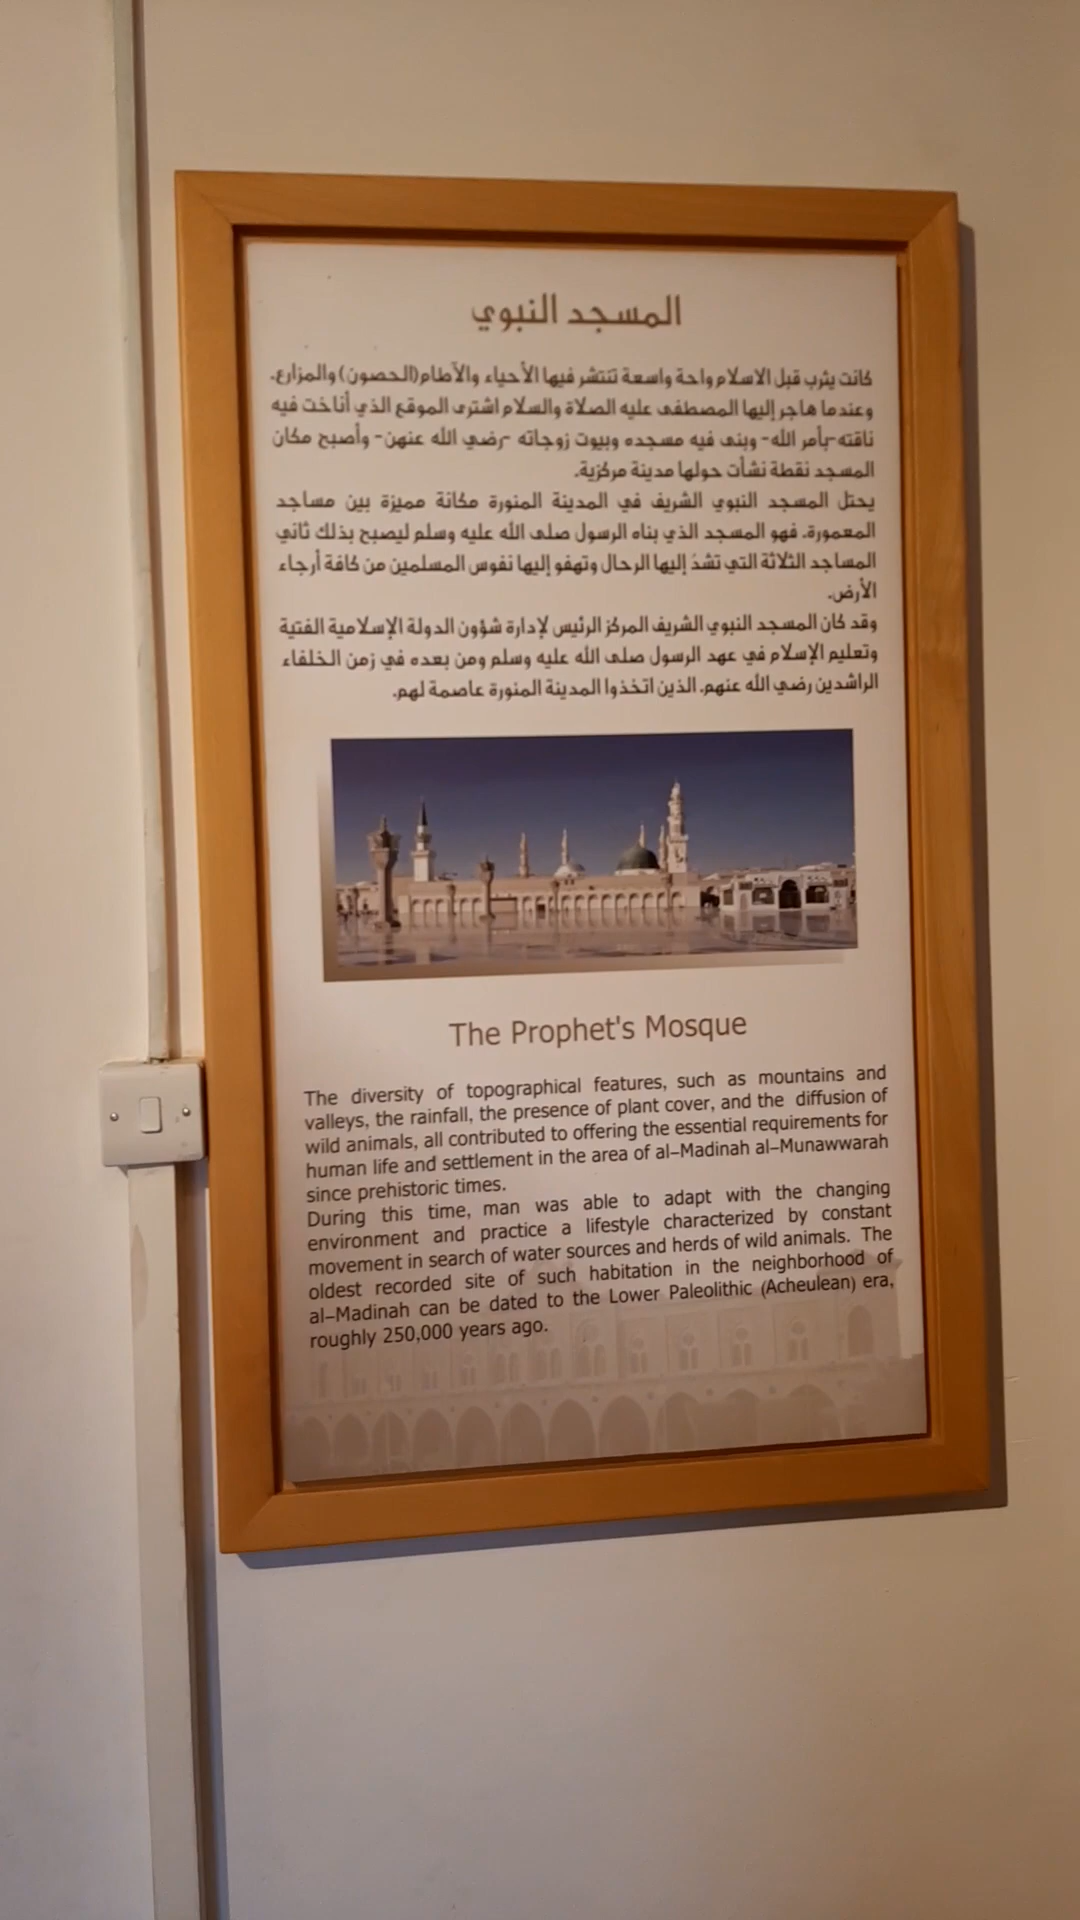 المسجد النبوي
كانت يثرب قبل الاسلام واحة واسعة تنتشر فيها الأحياء والآطام(الحصون) والمزارع.
وعندما هاجر إليها المصطفى عليه الصلاة والسلام اشترى الموقع الذي أناخت فيه
ناقته-بأمر الله- وبنى فيه مسجده وبيوت زوجاته -رضي الله عنهن- وأصبح مكان
المسجد نقطة نشأت حولها مدينة مركزية.
يحتل المسجد النبوي الشريف في المدينة المنورة مكانة مميزة بين مساجد
المعمورة. فهو المسجد الذي بناه الرسول صلى الله عليه وسلم ليصبح بذلك ثاني
المساجد الثلاثة التي تشدّ إليها الرحال وتهفو إليها نفوس المسلمين من كافة أرجاء
الأرض.
وقد كان المسجد النبوي الشريف المركز الرئيس لإدارة شؤون الدولة الإسلامية الفتية
وتعليم الإسلام في عهد الرسول صلى الله عليه وسلم ومن بعده في زمن الخلفاء
الراشدين رضي الله عنهم. الذين اتخذوا المدينة المنورة عاصمة لهم.
The Prophet's Mosque
The diversity of topographical features, such as mountains and
valleys, the rainfall, the presence of plant cover, and the diffusion of
wild animals, all contributed to offering the essential requirements for
human life and settlement in the area of al-Madinah al-Munawwarah
since prehistoric times.
During this time, man was able to adapt with the changing
environment and practice a lifestyle characterized by constant
movement in search of water sources and herds of wild animals. The
oldest recorded site of such habitation in the neighborhood of
al-Madinah can be dated to the Lower Paleolithic (Acheulean) era,
roughly 250,000 years ago.